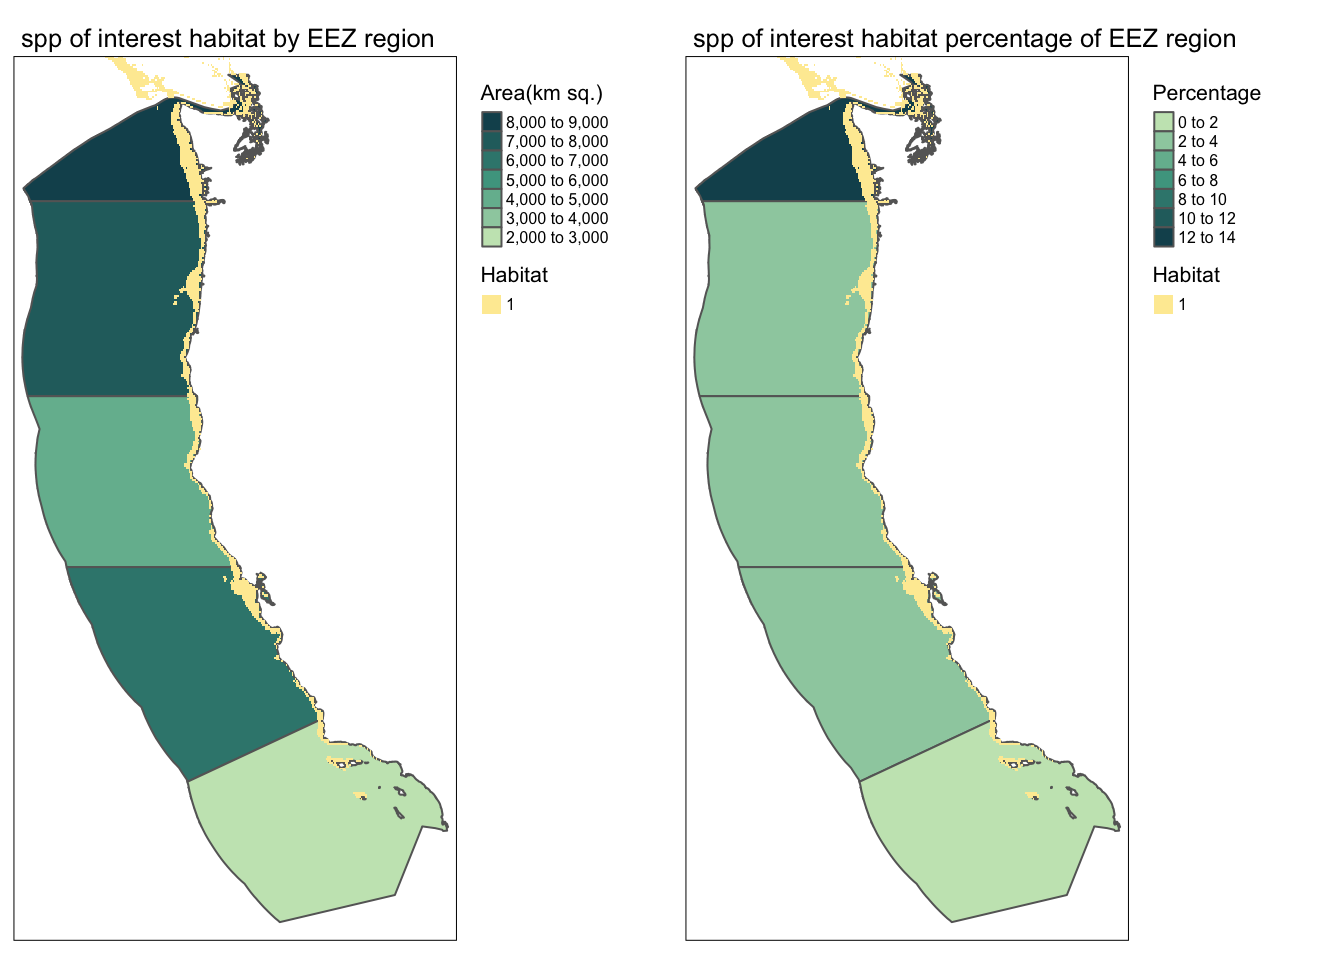 spp of interest habitat by EEZ region
Area(km sq.)
8,000 to 9,000
7,000 to 8,000
6,000 to 7,000
5,000 to 6,000
4,000 to 5,000
3,000 to 4,000
2,000 to 3,000
Habitat
1
spp of interest habitat percentage of EEZ region
Percentage
0 to 2
2 to 4
4 to 6
6 to 8
8 to 10
10 to 12
12 to 14
Habitat
1